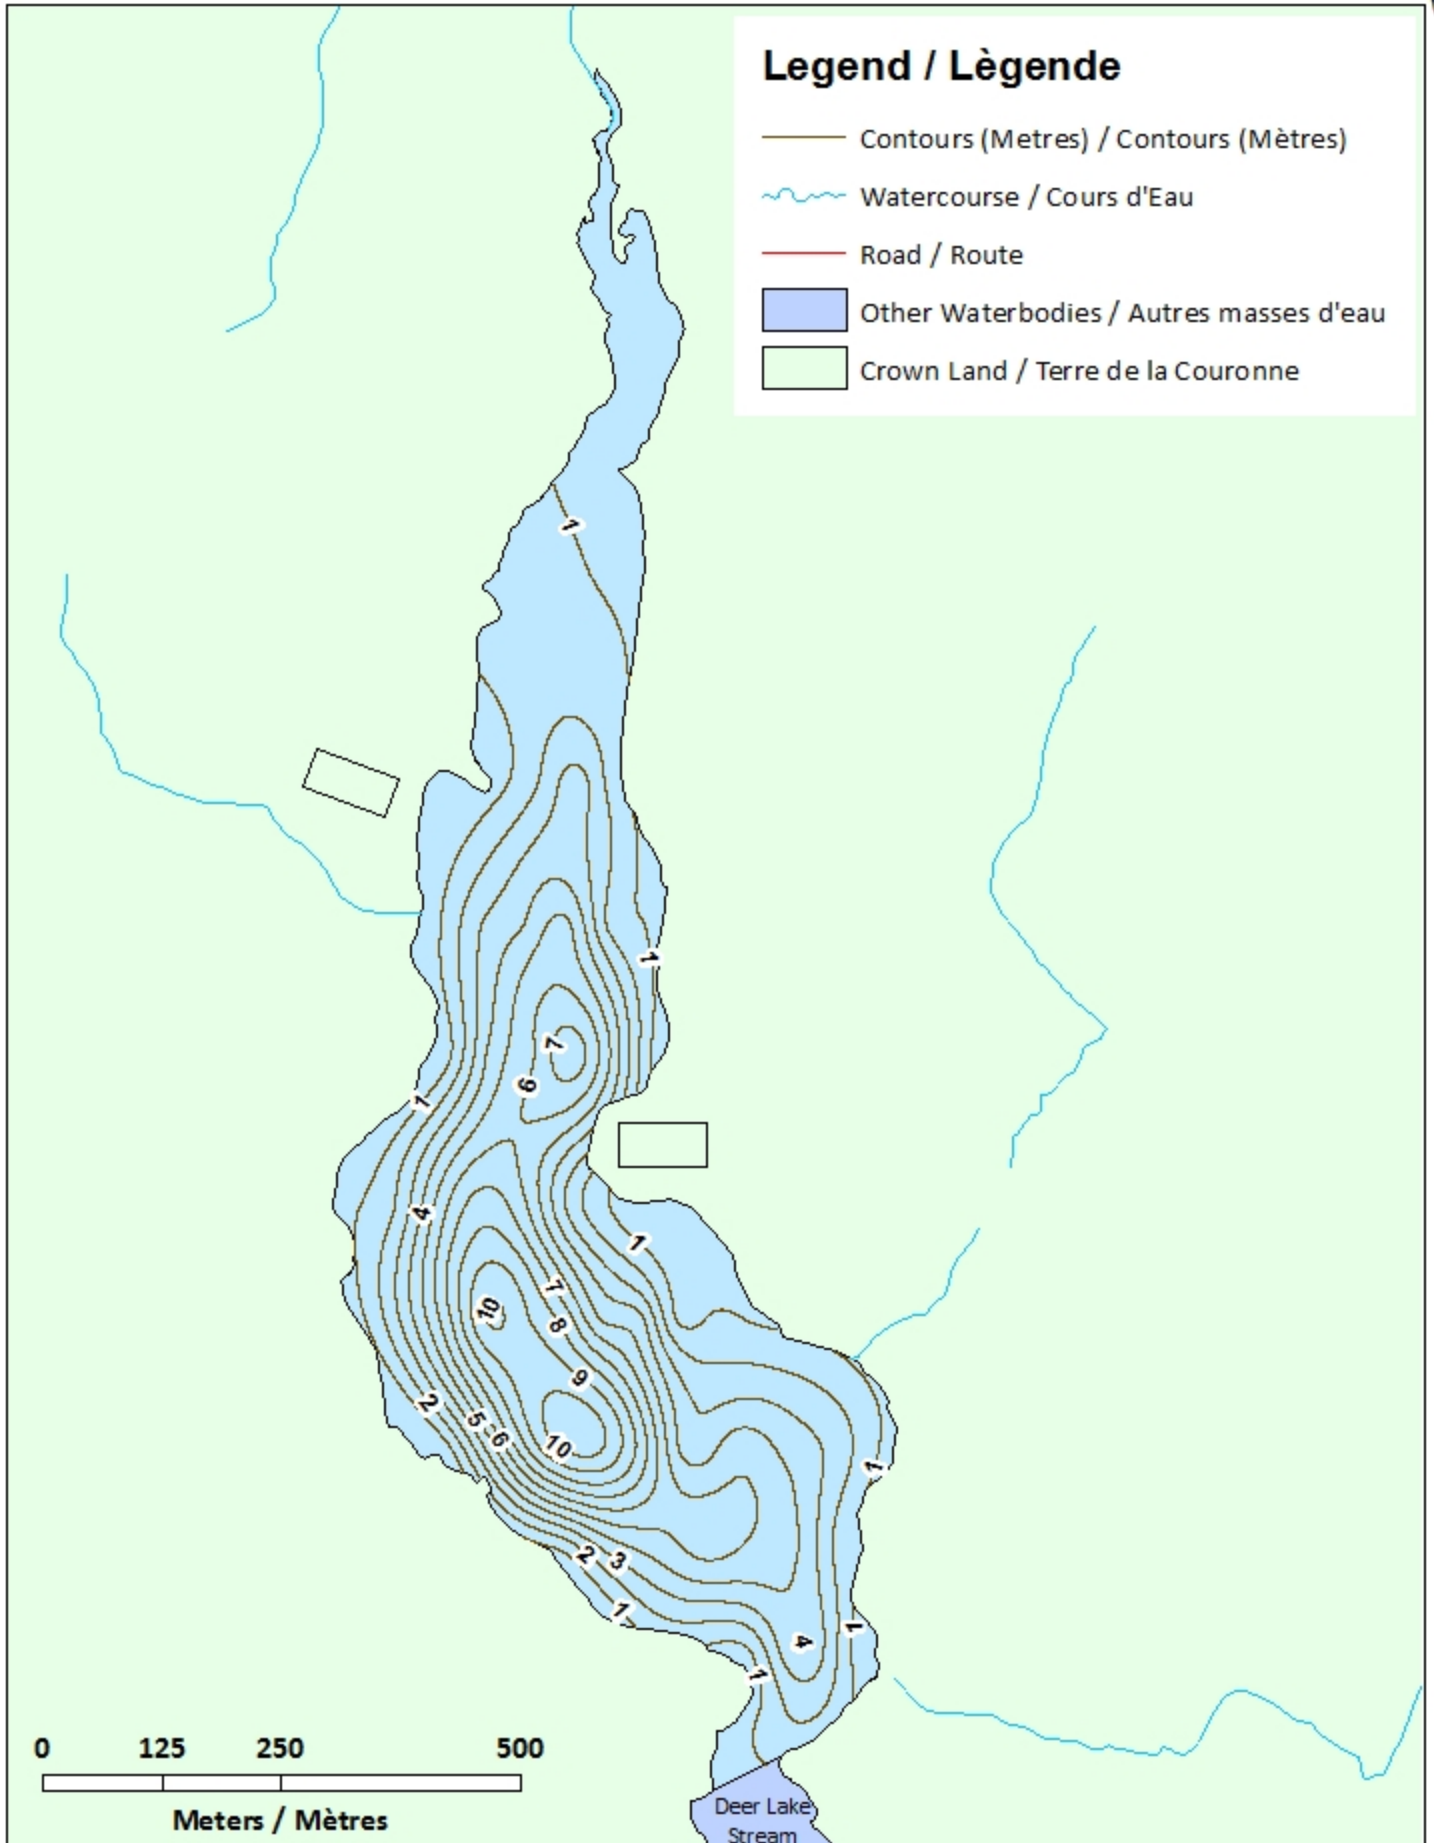 Legend / Lègende
Contours (Metres) / Contours (Mètres)
Watercourse / Cours d'Eau
Road / Route
Other Waterbodies / Autres masses d'eau
Crown Land / Terre de la Couronne
1
1
7
6
1
4
1
7
10
8
9
2
5
6
10
1
2
3
1
1
4
1
0 125 250 500
Meters / Mètres
Deer Lake
Stream